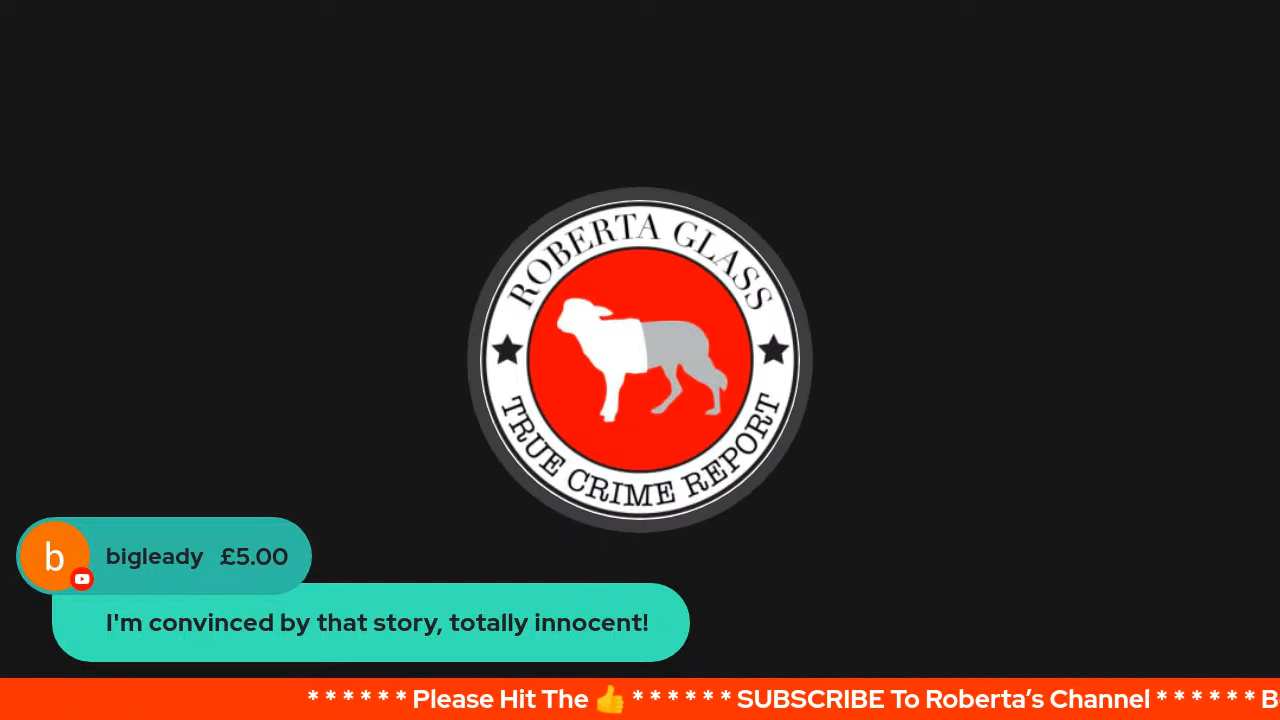 ROBERTA GLASS
TRUE CRIME REPORT
b
bigleady £5.00
I'm convinced by that story, totally innocent!
* * * * * * Please Hit The 👍 * * * * * * SUBSCRIBE To Roberta’s Channel * * * * * * B